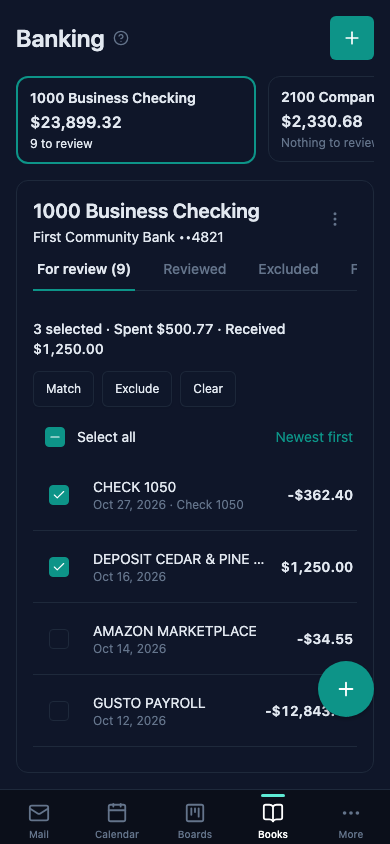 Banking
1000 Business Checking
$23,899.32
9 to review
2100 Compan
$2,330.68
Nothing to review
1000 Business Checking
First Community Bank ••4821
For review (9)
Reviewed
Excluded
F
3 selected · Spent $500.77 · Received
$1,250.00
Match
Exclude
Clear
Select all
Newest first
CHECK 1050
Oct 27, 2026 · Check 1050
-$362.40
DEPOSIT CEDAR & PINE ...
Oct 16, 2026
$1,250.00
AMAZON MARKETPLACE
Oct 14, 2026
-$34.55
GUSTO PAYROLL
Oct 12, 2026
-$12,843.
Mail
Calendar
Boards
Books
More